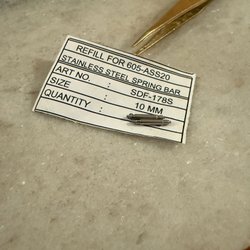 REFILL FOR 605-ASS20
STAINLESS STEEL SPRING BAR
ART NO. : SDF-178S
SIZE : 10 MM
QUANTITY :